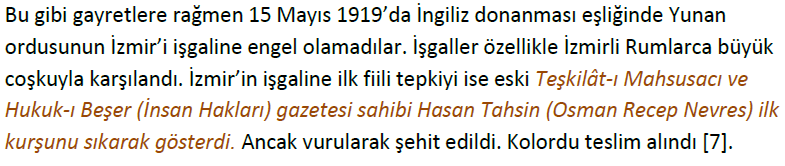 Bu gibi gayretlere rağmen 15 Mayıs 1919’da İngiliz donanması eşliğinde Yunan
ordusunun İzmir’i işgaline engel olamadılar. İşgaller özellikle İzmirli Rumlarca büyük
coşkuyla karşılandı. İzmir’in işgaline ilk fiili tepkiyi ise eski Teşkilât-ı Mahsusacı ve
Hukuk-ı Beşer (İnsan Hakları) gazetesi sahibi Hasan Tahsin (Osman Recep Nevres) ilk
kurşunu sıkarak gösterdi. Ancak vurularak şehit edildi. Kolordu teslim alındı [7].